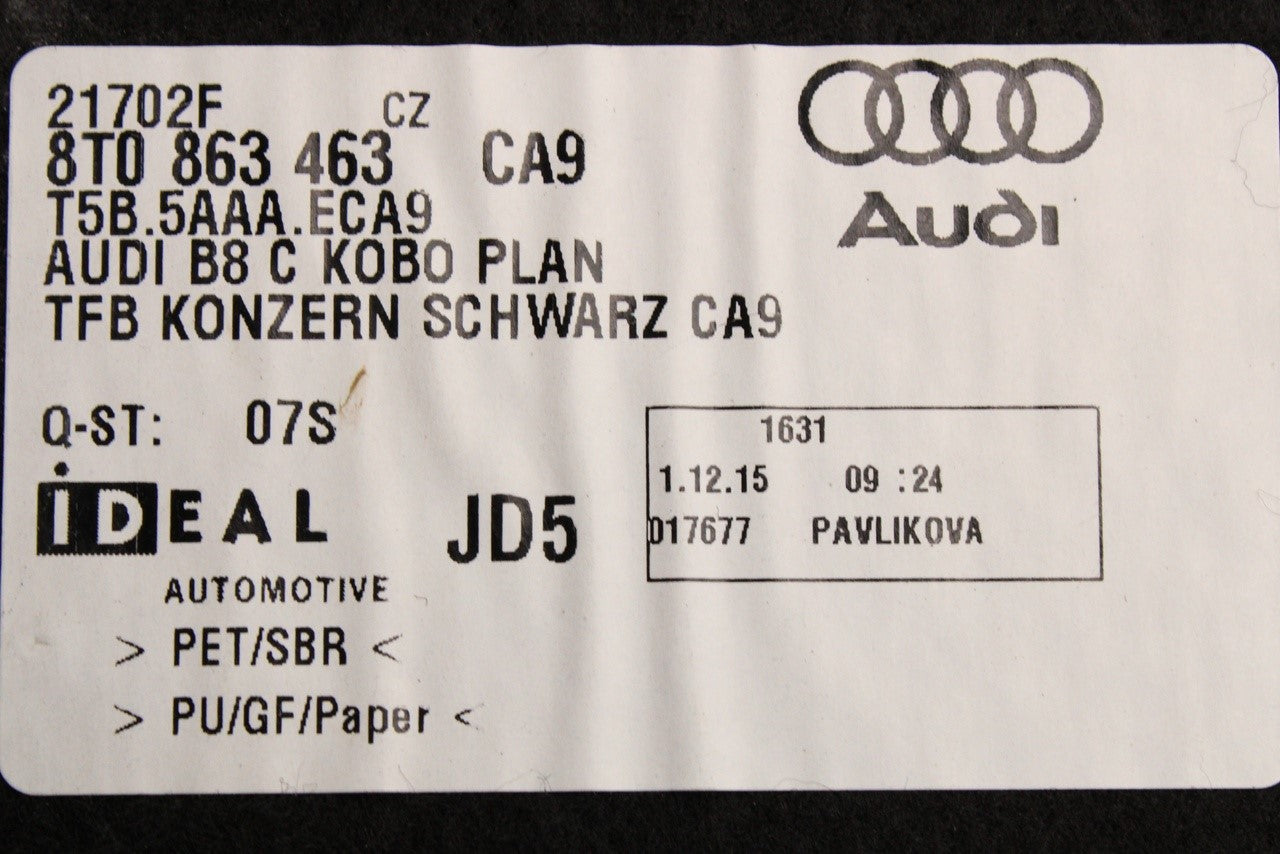 21702F CZ
8T0 863 463 CA9
T5B.5AAA.ECA9
AUDI B8 C KOBO PLAN
TFB KONZERN SCHWARZ CA9
Audi
Q-ST: 07S
iDEAL
AUTOMOTIVE
JD5
1631
1.12.15 09 :24
017677 PAVLIKOVA
> PET/SBR <
> PU/GF/Paper <